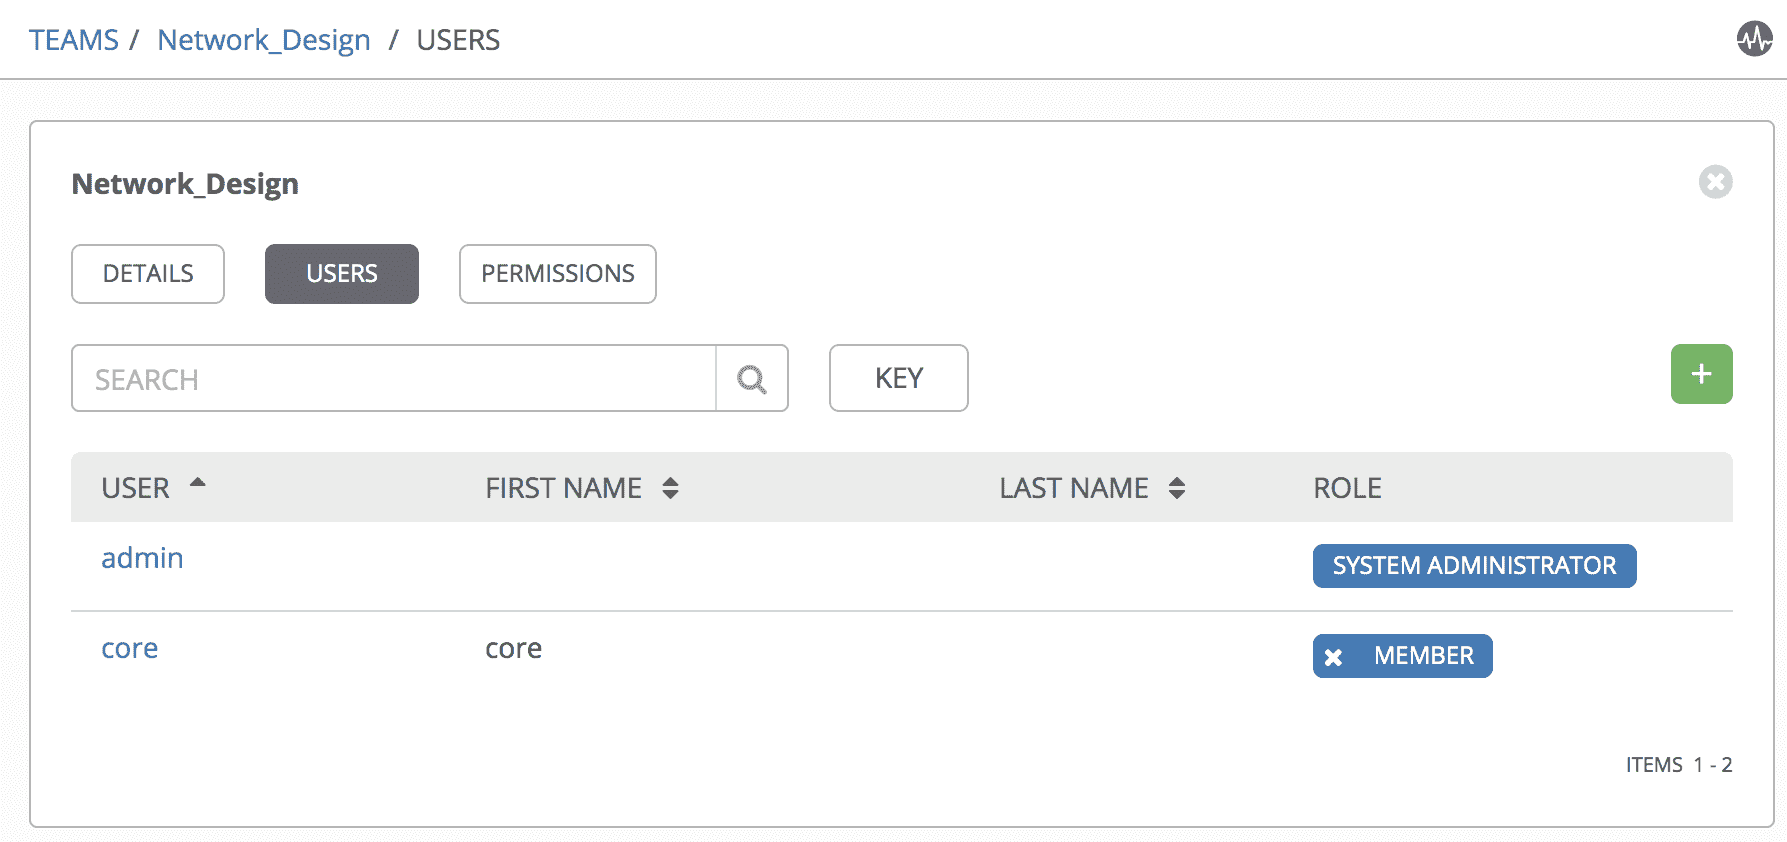 TEAMS / Network_Design / USERS
Network_Design
DETAILS USERS PERMISSIONS
SEARCH KEY +
USER FIRST NAME LAST NAME ROLE
admin SYSTEM ADMINISTRATOR
core core MEMBER
ITEMS 1 - 2